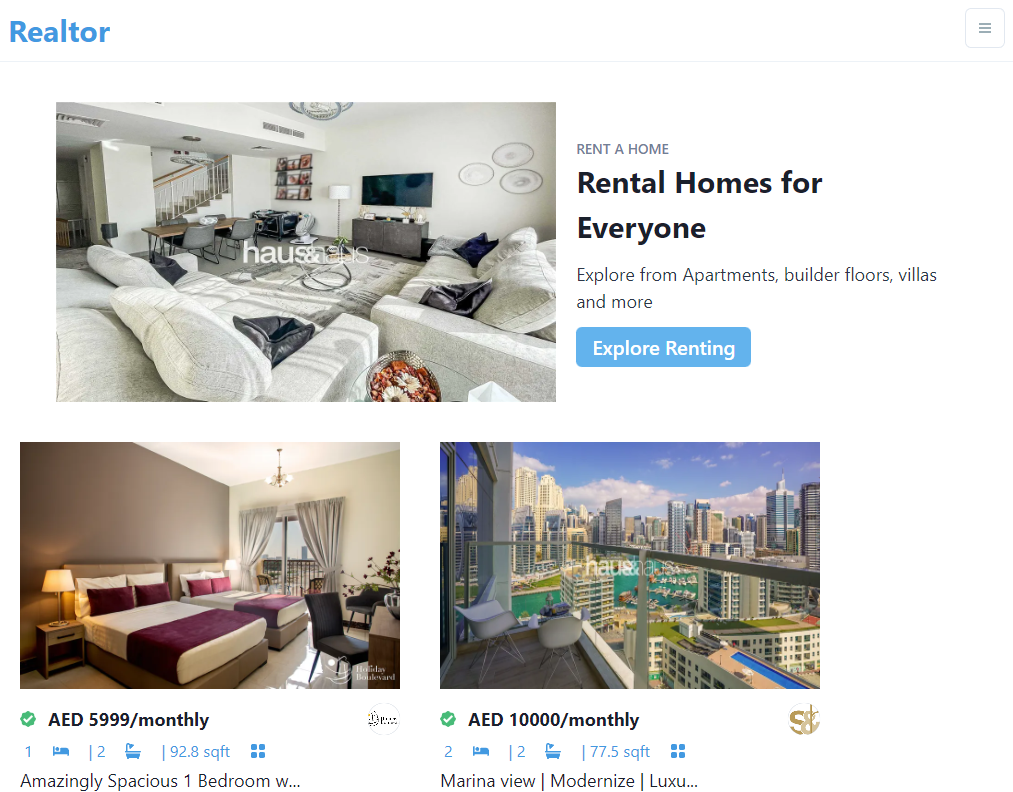 Realtor
haus&haus
RENT A HOME
Rental Homes for
Everyone
Explore from Apartments, builder floors, villas
and more
Explore Renting
Holiday
Boulevard
haus&haus
AED 5999/monthly
1 | 2 | 92.8 sqft
Amazingly Spacious 1 Bedroom w...
AED 10000/monthly
S&
2 | 2 | 77.5 sqft
Marina view | Modernize | Luxu...